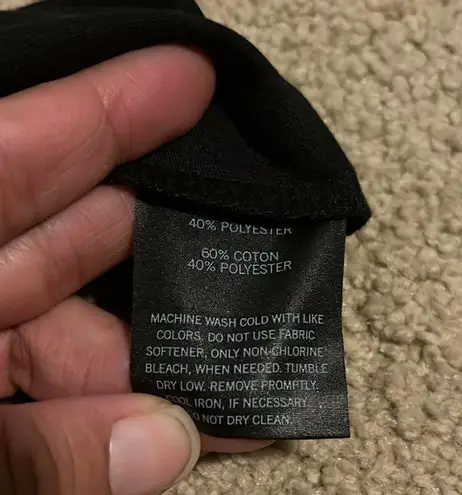 40% POLYESTER
60% COTON
40% POLYESTER
MACHINE WASH COLD WITH LIKE
COLORS. DO NOT USE FABRIC
SOFTENER, ONLY NON-CHLORINE
BLEACH, WHEN NEEDED. TUMBLE
DRY LOW. REMOVE PROMPTLY.
COOL IRON, IF NECESSARY.
DO NOT DRY CLEAN.